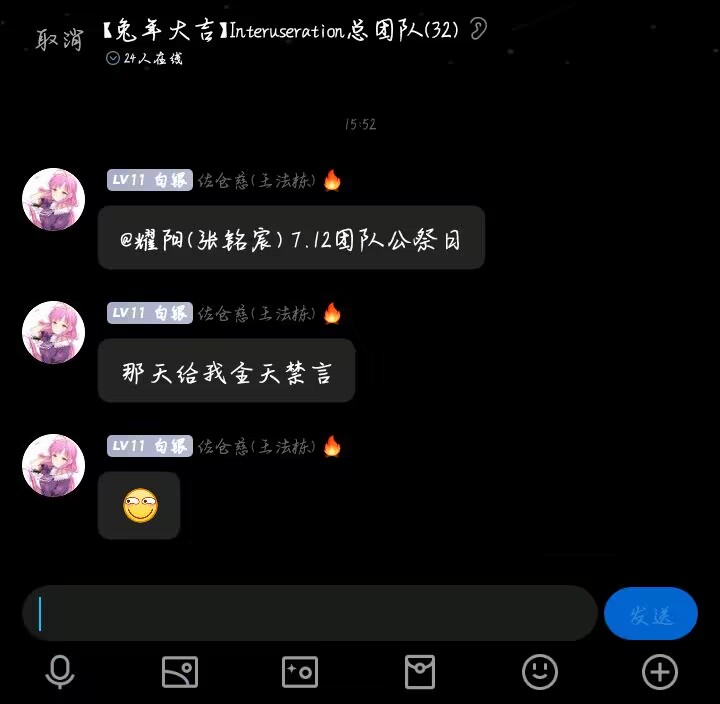 取消
【兔年大吉】Interuseration总团队(32)
24人在线
15:52
LV11 白银 佐仓慈(王法栋)
@耀阳(张铭宸) 7.12团队公祭日
LV11 白银 佐仓慈(王法栋)
那天给我全天禁言
LV11 白银 佐仓慈(王法栋)
发送